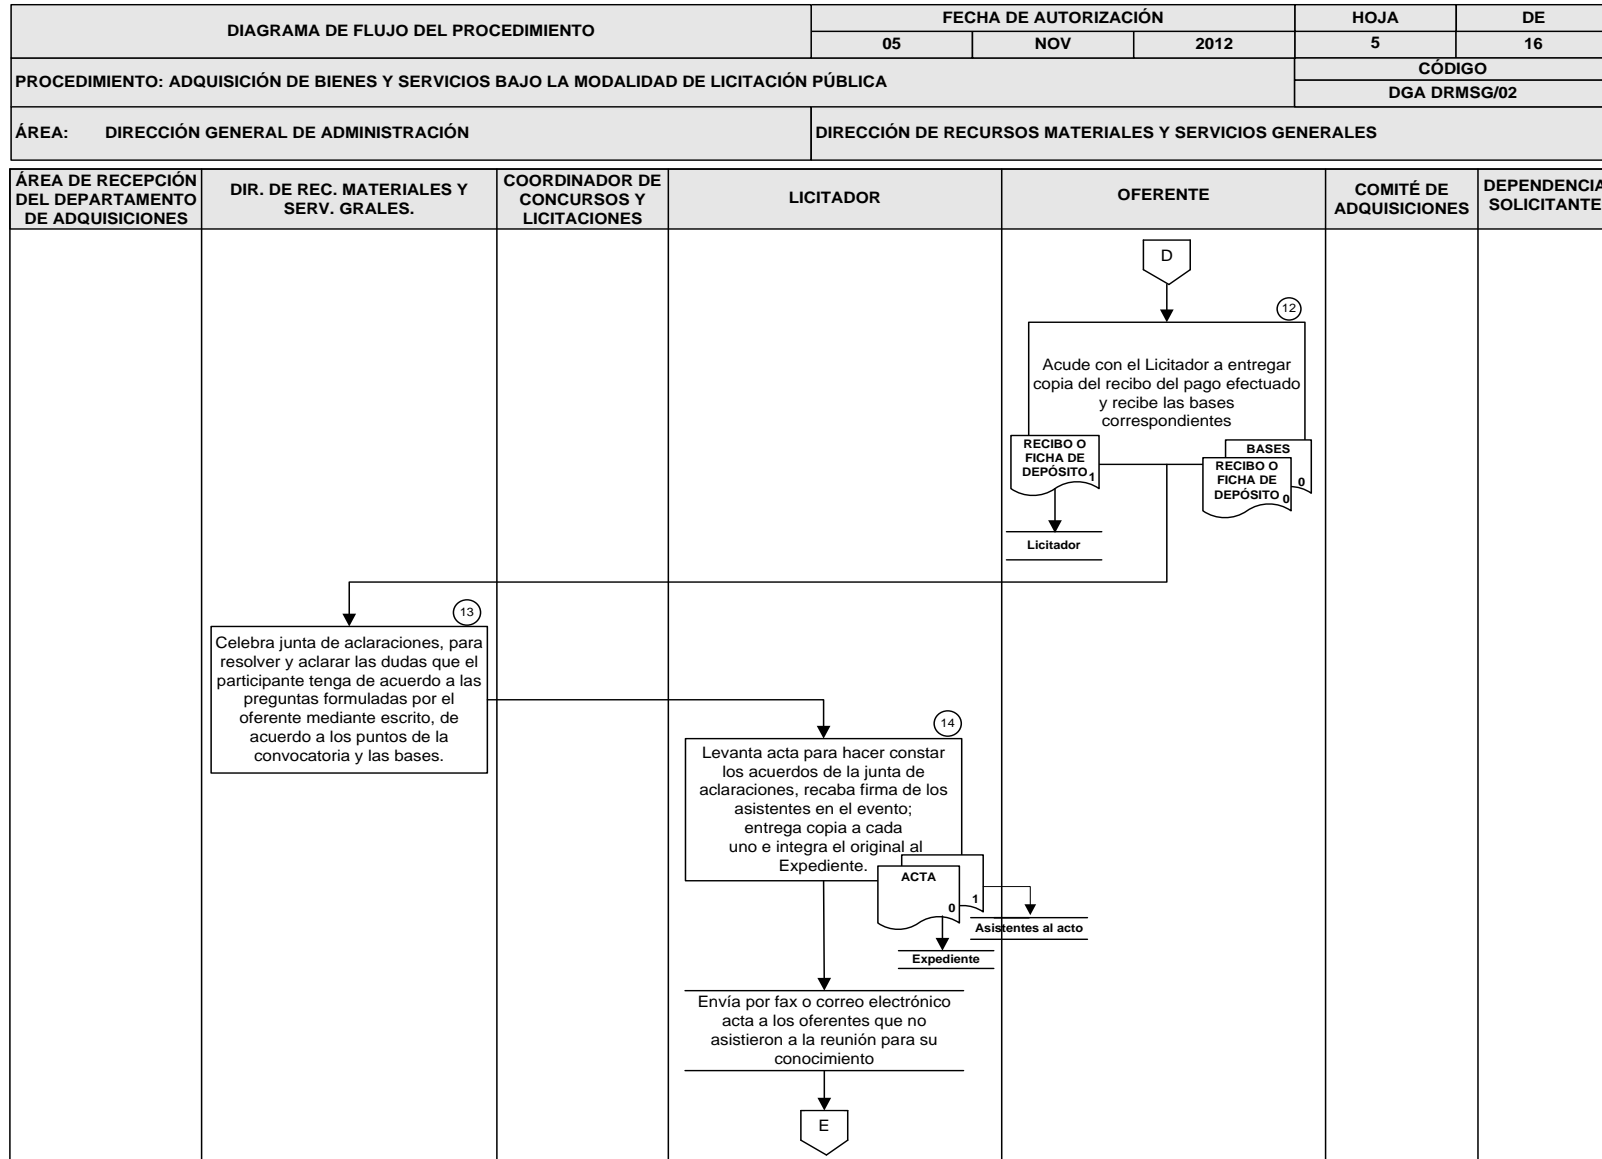 DIAGRAMA DE FLUJO DEL PROCEDIMIENTO
FECHA DE AUTORIZACIÓN
HOJA
DE
05
NOV
2012
5
16
PROCEDIMIENTO: ADQUISICIÓN DE BIENES Y SERVICIOS BAJO LA MODALIDAD DE LICITACIÓN PÚBLICA
CÓDIGO
DGA DRMSG/02
ÁREA: DIRECCIÓN GENERAL DE ADMINISTRACIÓN
DIRECCIÓN DE RECURSOS MATERIALES Y SERVICIOS GENERALES
ÁREA DE RECEPCIÓN
DEL DEPARTAMENTO
DE ADQUISICIONES
DIR. DE REC. MATERIALES Y
SERV. GRALES.
COORDINADOR DE
CONCURSOS Y
LICITACIONES
LICITADOR
OFERENTE
COMITÉ DE
ADQUISICIONES
DEPENDENCIA
SOLICITANTE
D
12
Acude con el Licitador a entregar
copia del recibo del pago efectuado
y recibe las bases
correspondientes
RECIBO O
FICHA DE
DEPÓSITO
1
BASES
0
RECIBO O
FICHA DE
DEPÓSITO
0
Licitador
13
Celebra junta de aclaraciones, para
resolver y aclarar las dudas que el
participante tenga de acuerdo a las
preguntas formuladas por el
oferente mediante escrito, de
acuerdo a los puntos de la
convocatoria y las bases.
14
Levanta acta para hacer constar
los acuerdos de la junta de
aclaraciones, recaba firma de los
asistentes en el evento;
entrega copia a cada
uno e integra el original al
Expediente.
ACTA
0
1
Asistentes al acto
Expediente
Envía por fax o correo electrónico
acta a los oferentes que no
asistieron a la reunión para su
conocimiento
E